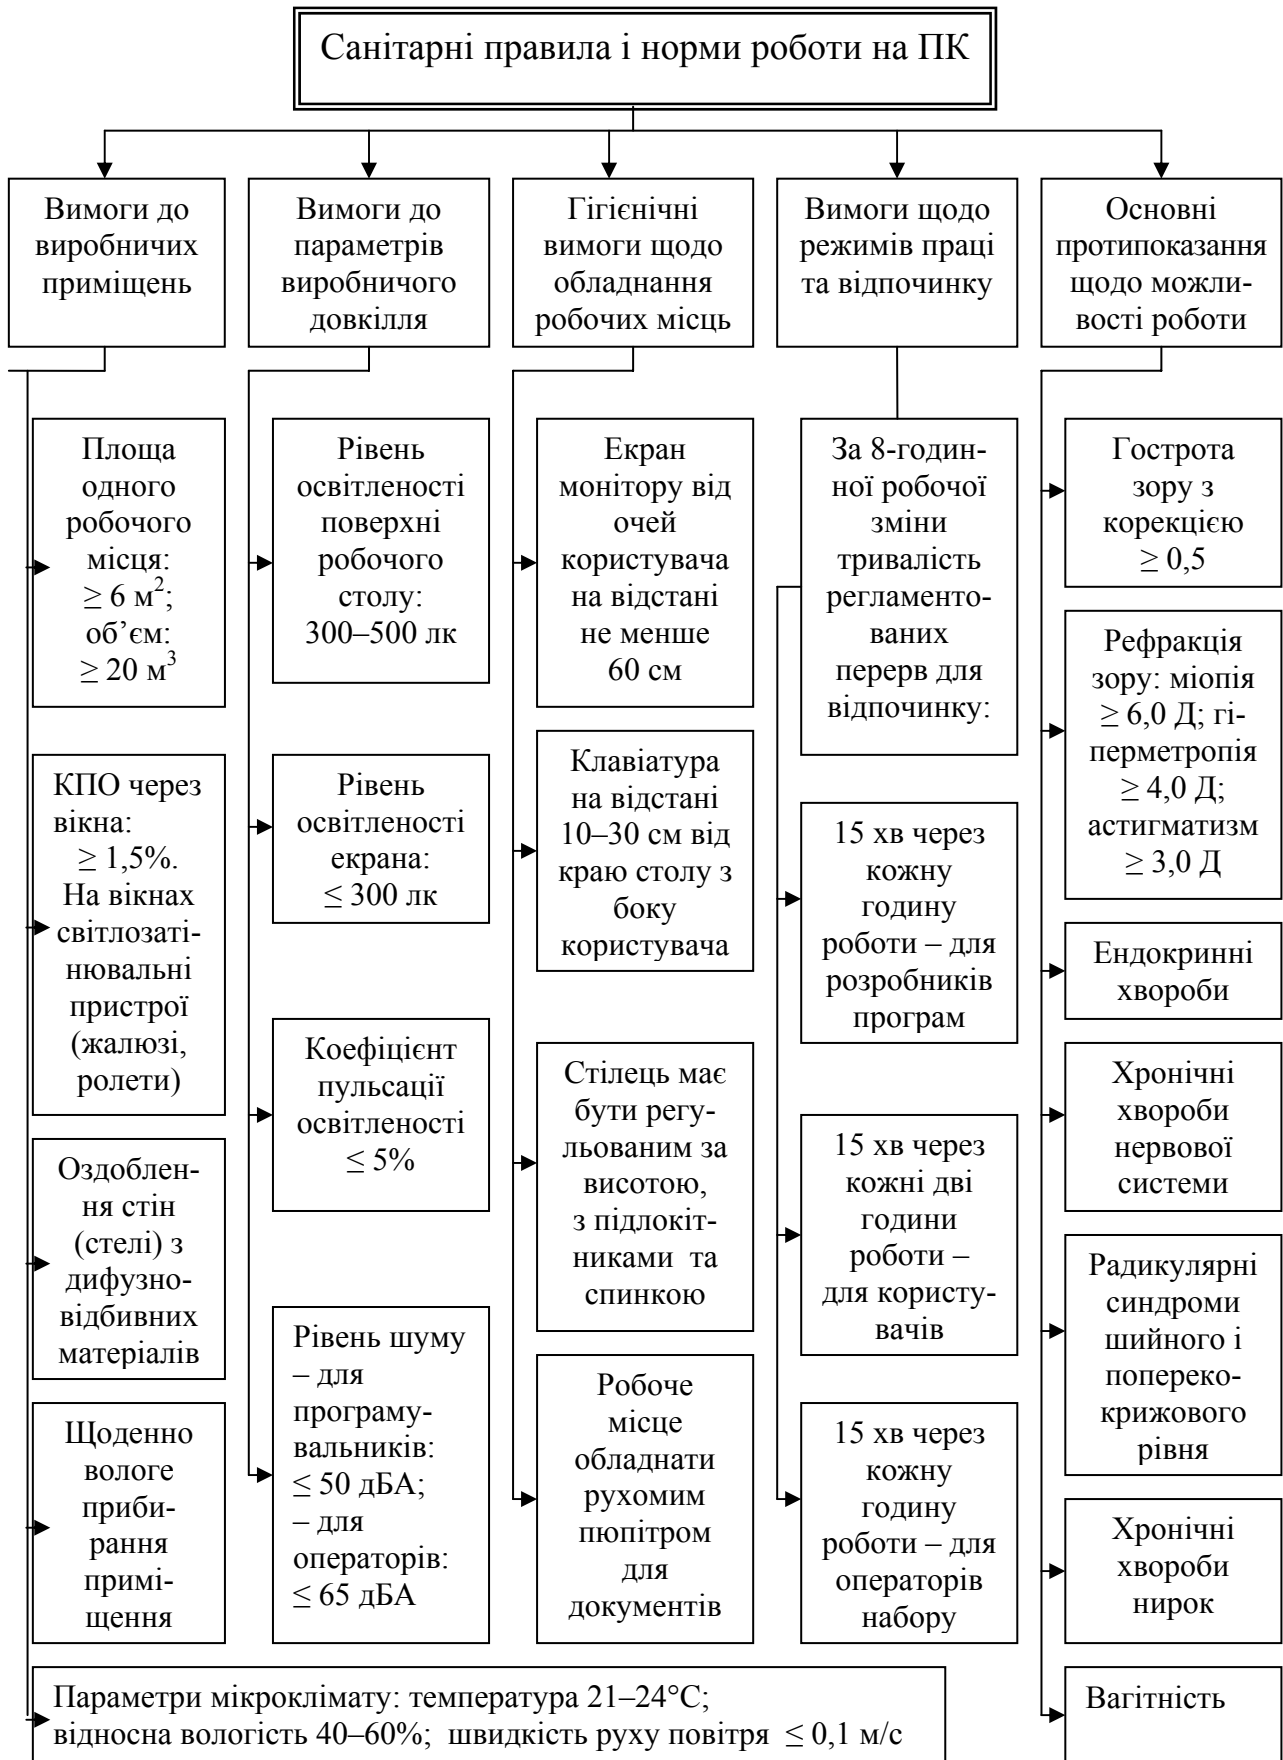 Санітарні правила і норми роботи на ПК
Вимоги до
виробничих
приміщень
Вимоги до
параметрів
виробничого
довкілля
Гігієнічні
вимоги щодо
обладнання
робочих місць
Вимоги щодо
режимів праці
та відпочинку
Основні
протипоказання
щодо можли-
вості роботи
Площа
одного
робочого
місця:
≥ 6 м²;
об’єм:
≥ 20 м³
КПО через
вікна:
≥ 1,5%.
На вікнах
світлозаті-
нювальні
пристрої
(жалюзі,
ролети)
Оздоблен-
ня стін
(стелі) з
дифузно-
відбивних
матеріалів
Щоденно
вологе
приби-
рання
примі-
щення
Рівень
освітленості
поверхні
робочого
столу:
300–500 лк
Рівень
освітленості
екрана:
≤ 300 лк
Коефіцієнт
пульсації
освітленості
≤ 5%
Рівень шуму
– для
програму-
вальників:
≤ 50 дБА;
– для
операторів:
≤ 65 дБА
Екран
монітору від
очей
користувача
на відстані
не менше
60 см
Клавіатура
на відстані
10–30 см від
краю столу з
боку
користувача
Стілець має
бути регу-
льованим за
висотою,
з підлокіт-
никами та
спинкою
Робоче
місце
обладнати
рухомим
пюпітром
для
документів
За 8-годин-
ної робочої
зміни
тривалість
регламенто-
ваних
перерв для
відпочинку:
15 хв через
кожну
годину
роботи – для
розробників
програм
15 хв через
кожні дві
години
роботи –
для користу-
вачів
15 хв через
кожну
годину
роботи – для
операторів
набору
Гострота
зору з
корекцією
≥ 0,5
Рефракція
зору: міопія
≥ 6,0 Д; гі-
перметропія
≥ 4,0 Д;
астигматизм
≥ 3,0 Д
Ендокринні
хвороби
Хронічні
хвороби
нервової
системи
Радикулярні
синдроми
шийного і
попереко-
крижового
рівня
Хронічні
хвороби
нирок
Вагітність
Параметри мікроклімату: температура 21–24°С;
відносна вологість 40–60%; швидкість руху повітря ≤ 0,1 м/с